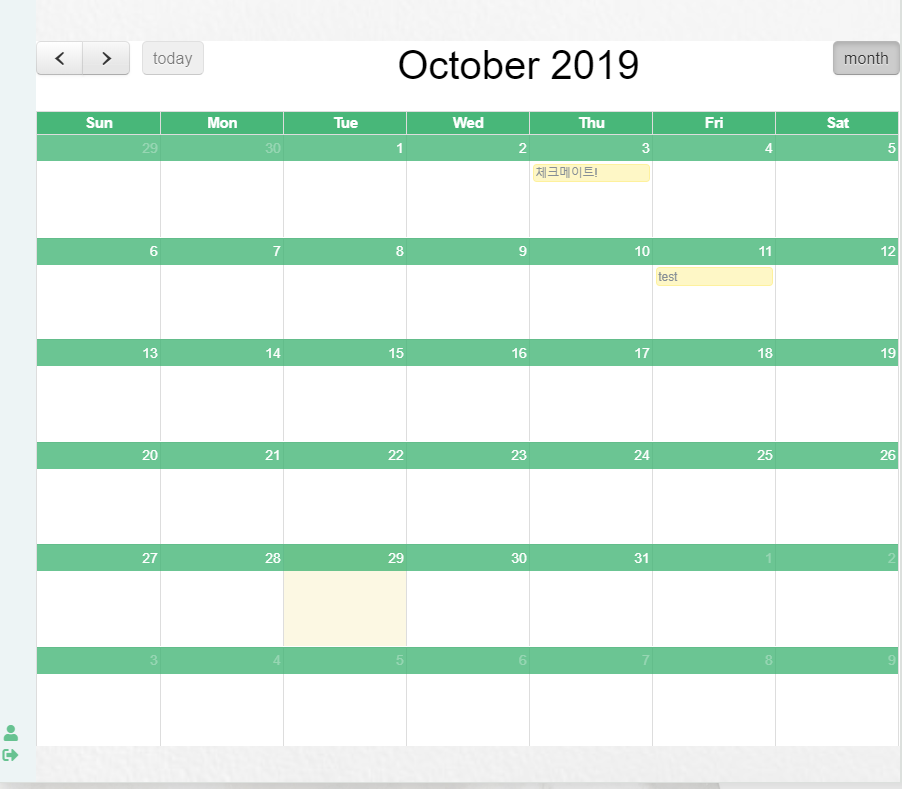 today October 2019 month
Sun Mon Tue Wed Thu Fri Sat
29 30 1 2 3 4 5
체크메이트!
6 7 8 9 10 11 12
test
13 14 15 16 17 18 19
20 21 22 23 24 25 26
27 28 29 30 31 1 2
3 4 5 6 7 8 9